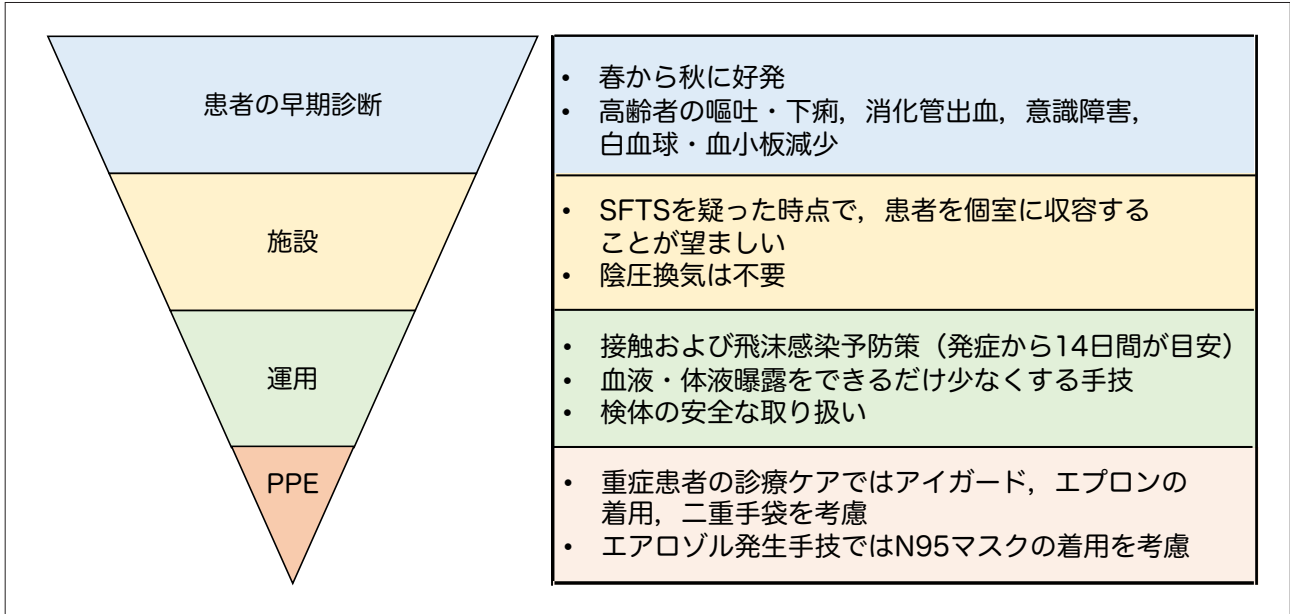 患者の早期診断
• 春から秋に好発
• 高齢者の嘔吐・下痢，消化管出血，意識障害，
白血球・血小板減少
施設
• SFTSを疑った時点で，患者を個室に収容する
ことが望ましい
• 陰圧換気は不要
運用
• 接触および飛沫感染予防策（発症から14日間が目安）
• 血液・体液曝露をできるだけ少なくする手技
• 検体の安全な取り扱い
PPE
• 重症患者の診療ケアではアイガード，エプロンの
着用，二重手袋を考慮
• エアロゾル発生手技ではN95マスクの着用を考慮